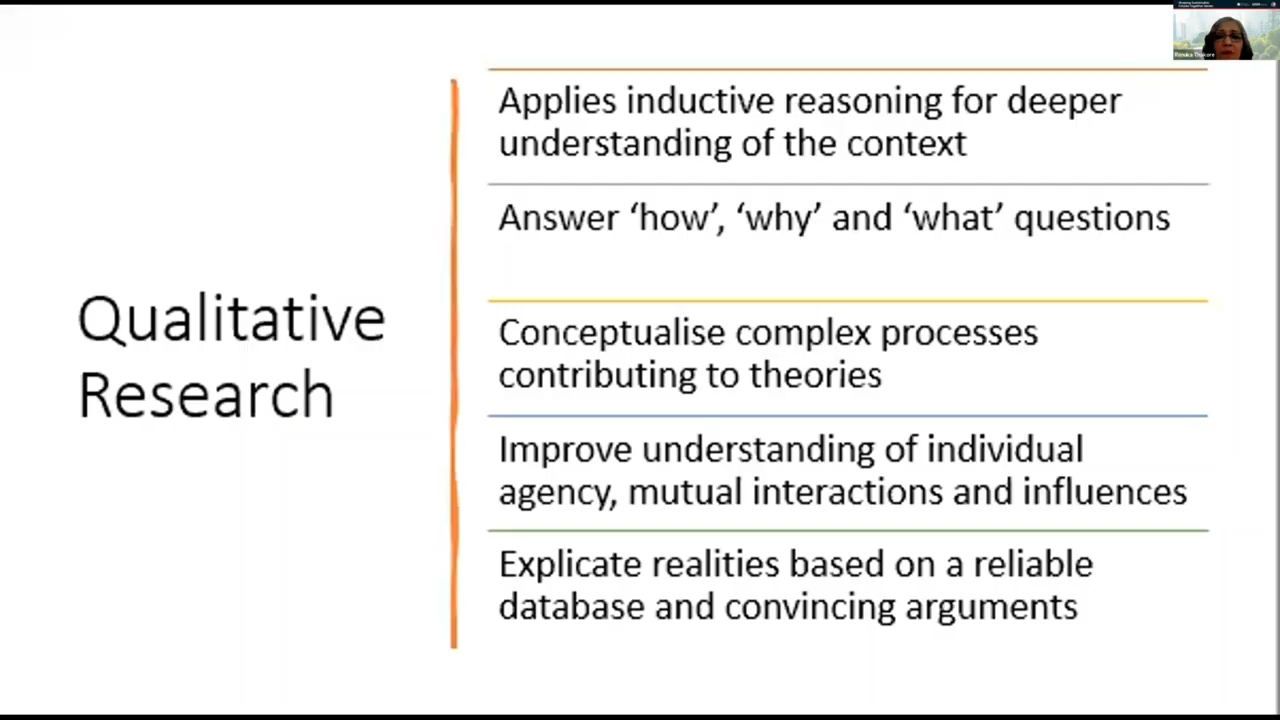 Qualitative
Research
Applies inductive reasoning for deeper
understanding of the context
Answer ‘how’, ‘why’ and ‘what’ questions
Conceptualise complex processes
contributing to theories
Improve understanding of individual
agency, mutual interactions and influences
Explicate realities based on a reliable
database and convincing arguments